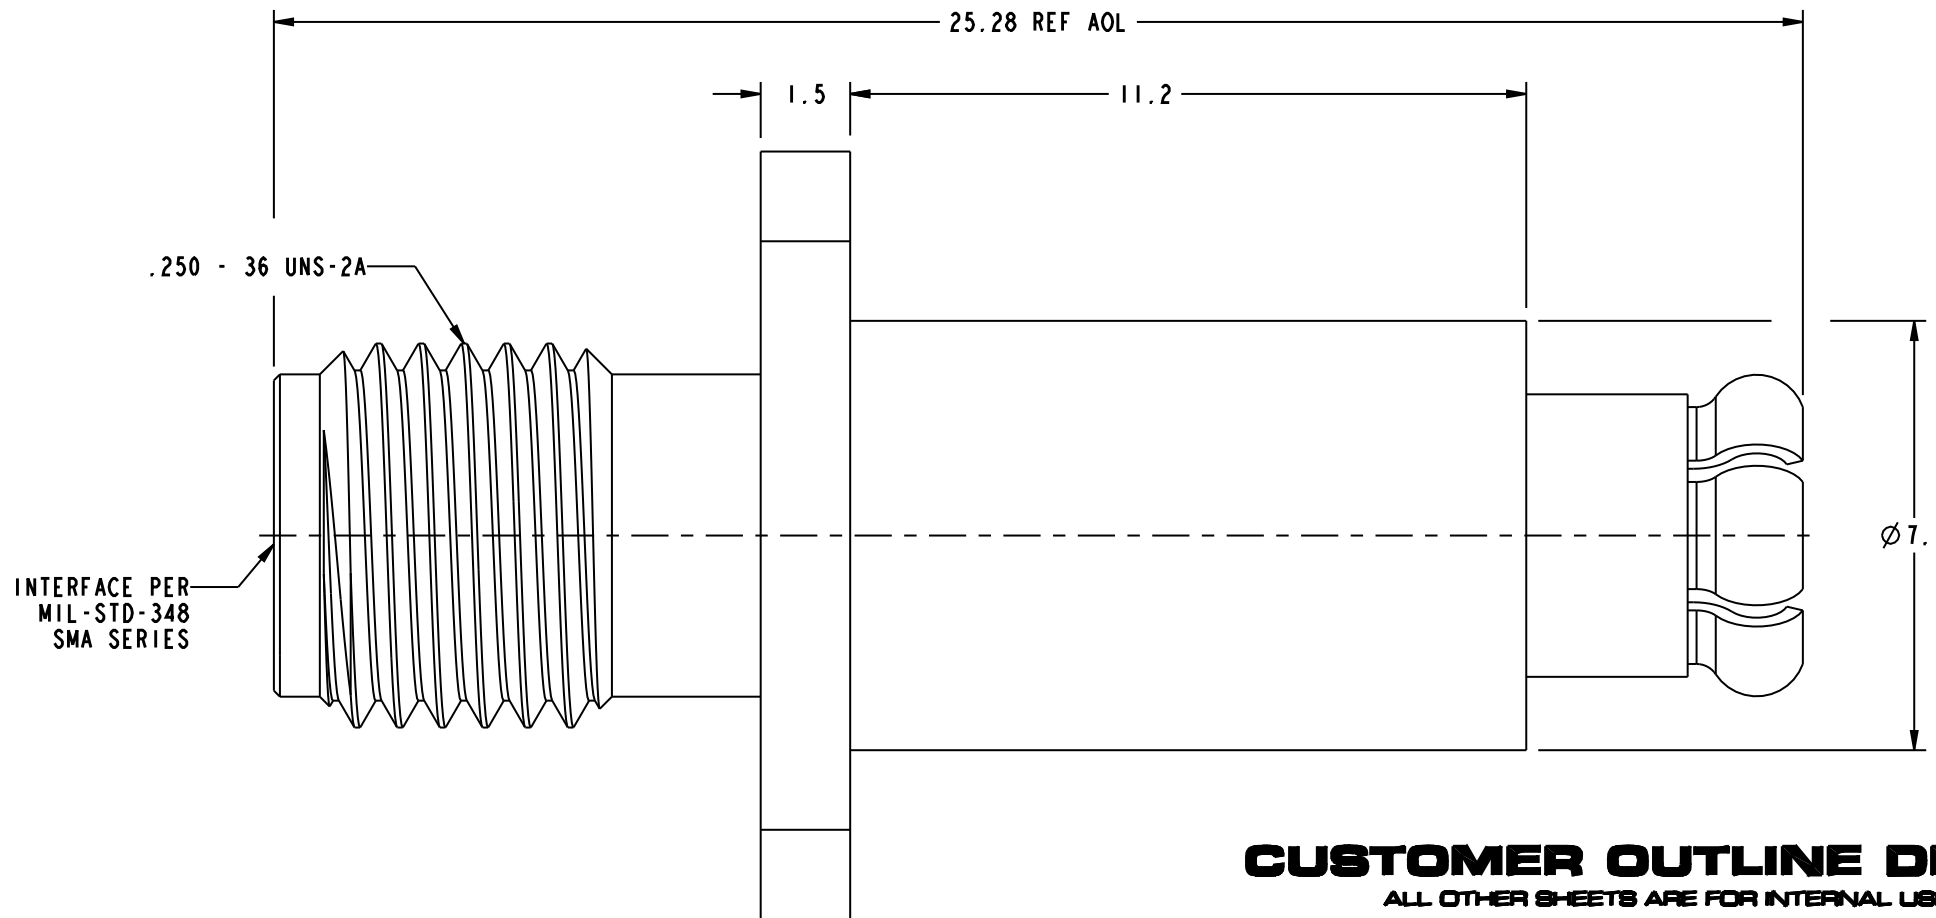 25.28 REF AOL
1.5
11.2
.250 - 36 UNS-2A
Ø7.
INTERFACE PER
MIL-STD-348
SMA SERIES
CUSTOMER OUTLINE
ALL OTHER SHEETS ARE FOR INTERNAL